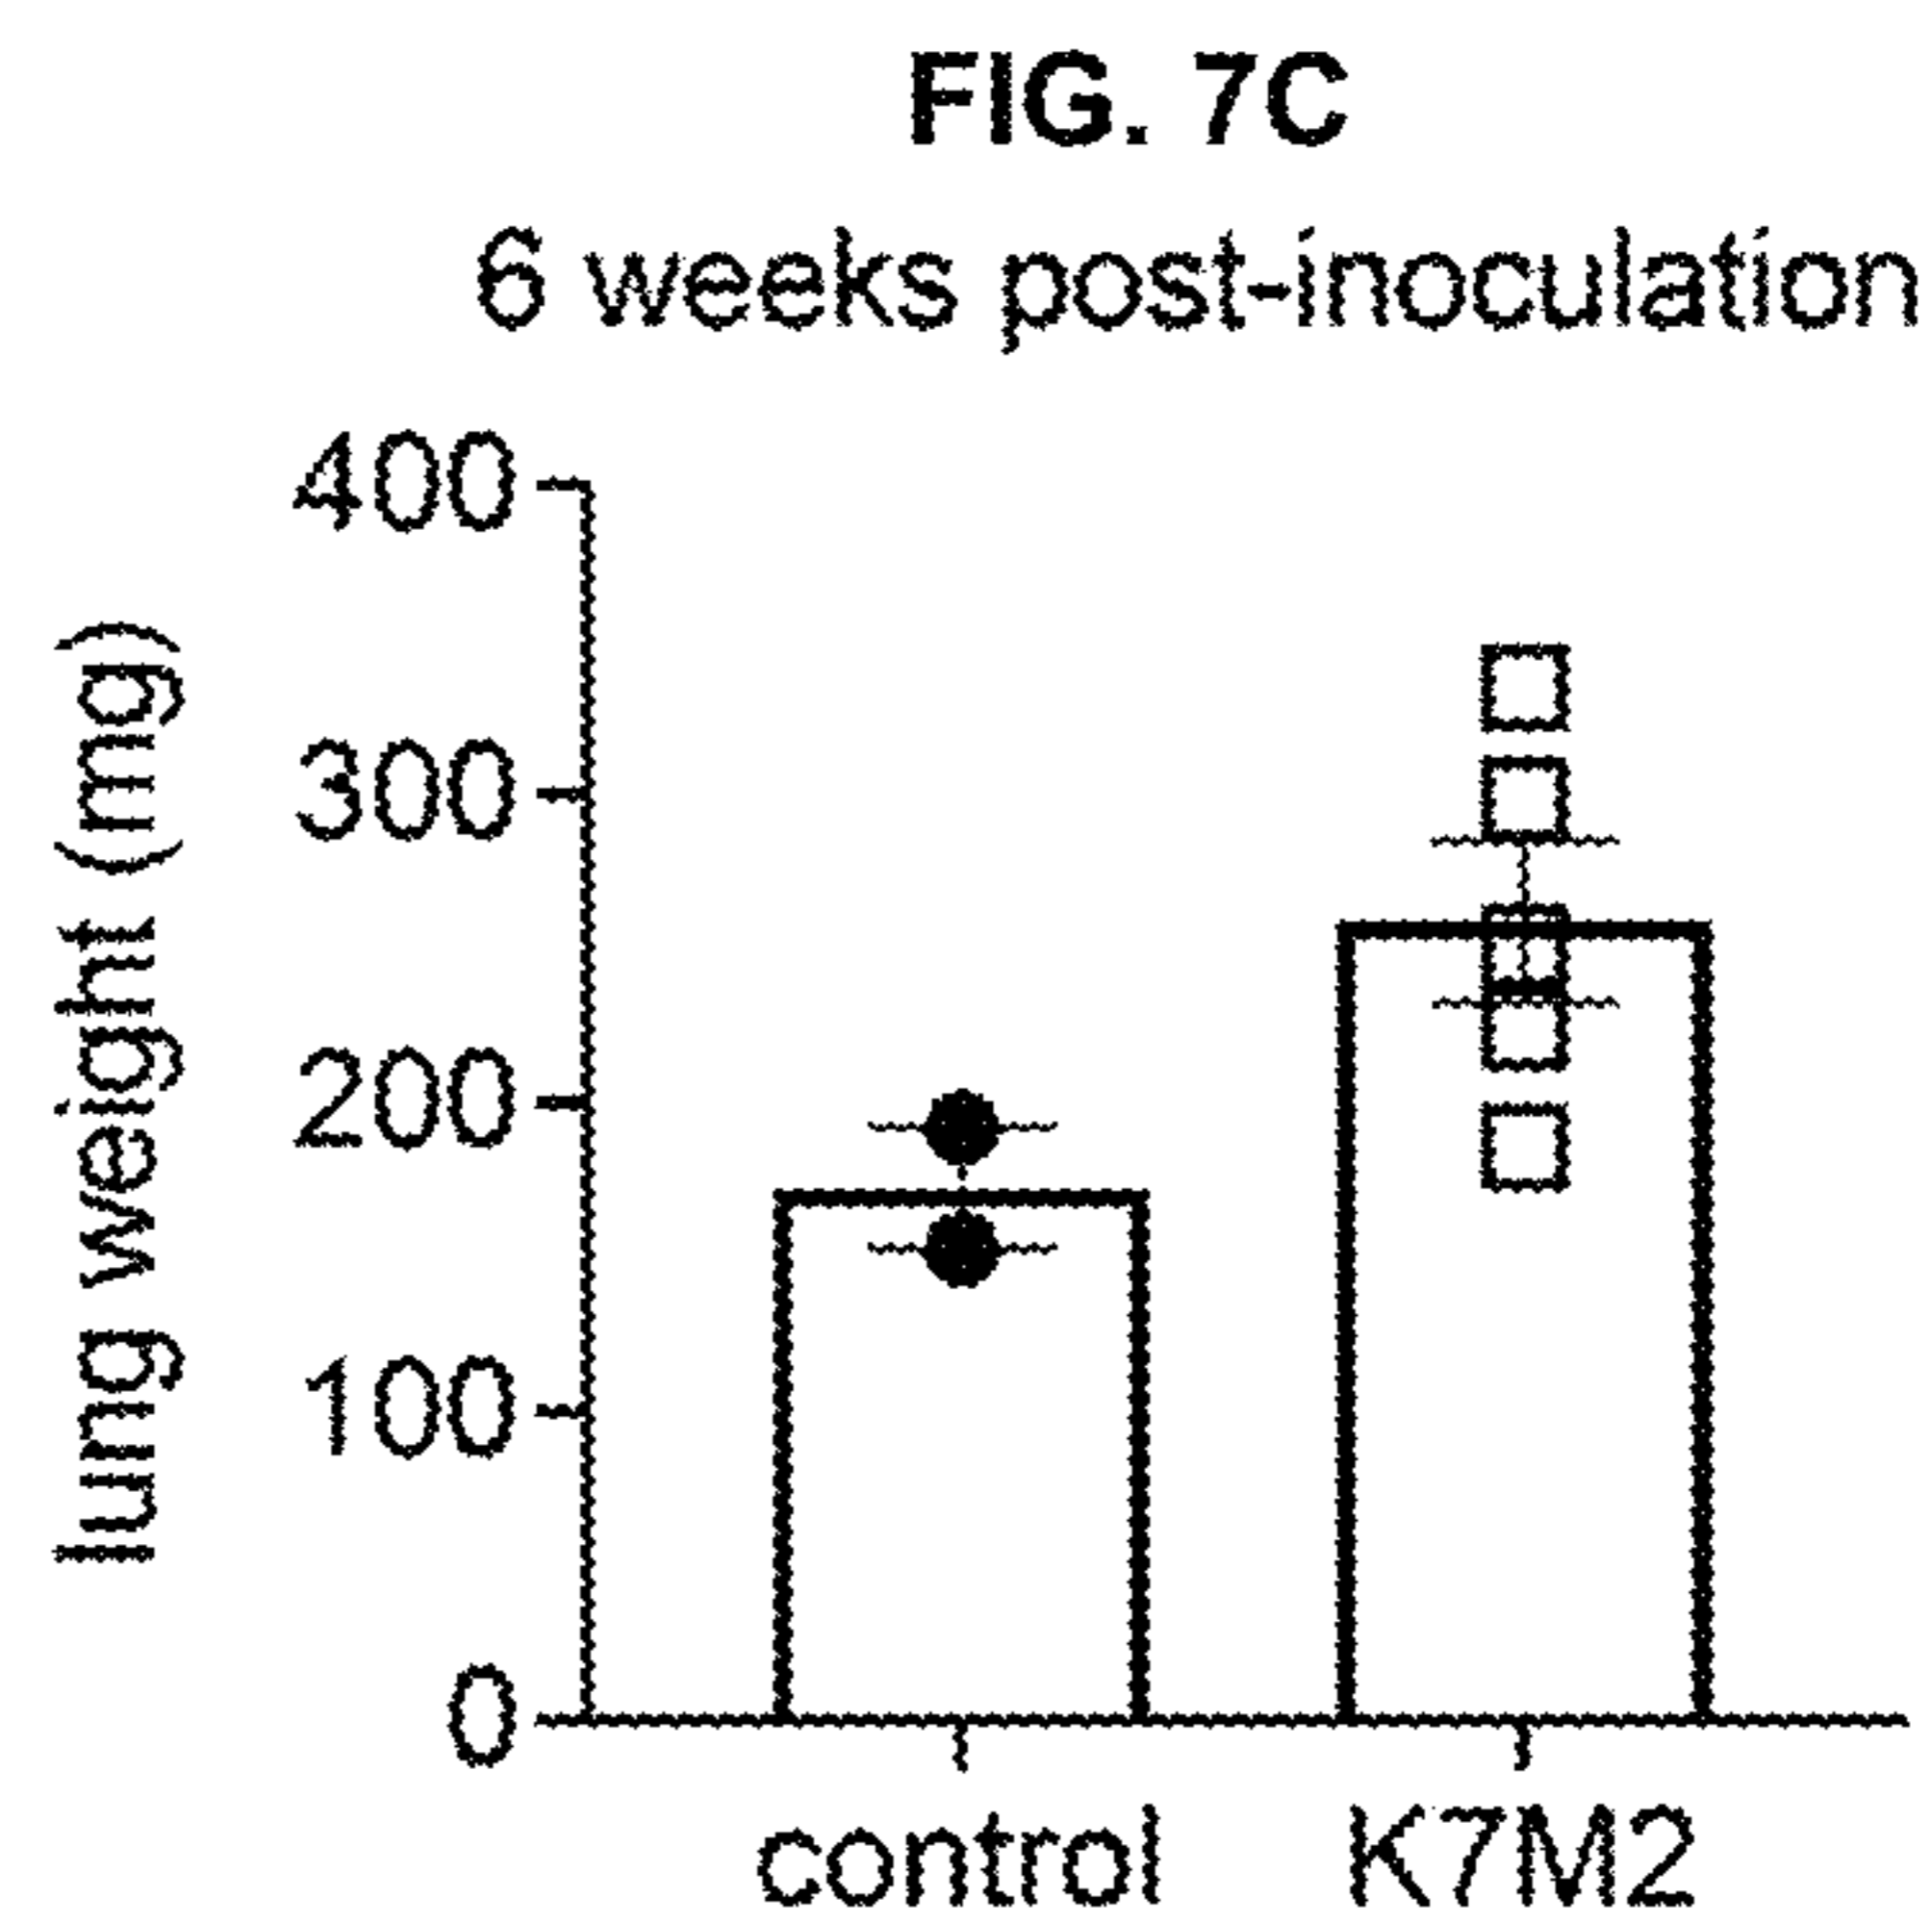 FIG. 7C
6 weeks post-inoculation
lung weight (mg)
400
300
200
100
0
control
K7M2